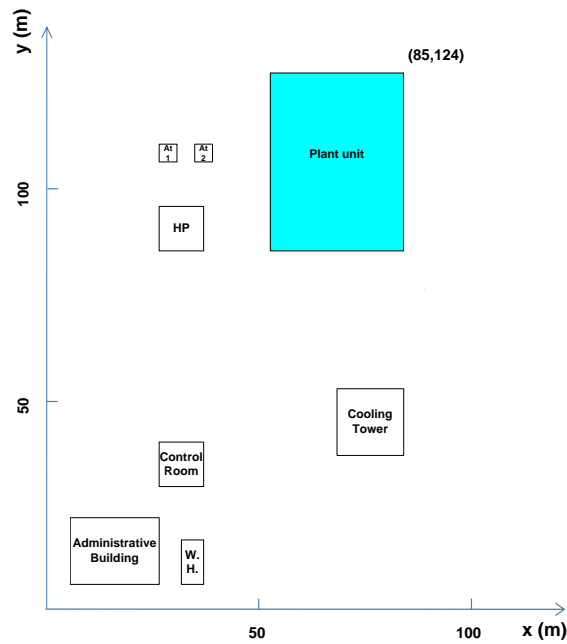 y (m)
(85,124)
At
1
At
2
Plant unit
100
HP
50
Cooling
Tower
Control
Room
Administrative
Building
W.
H.
50
100
x (m)